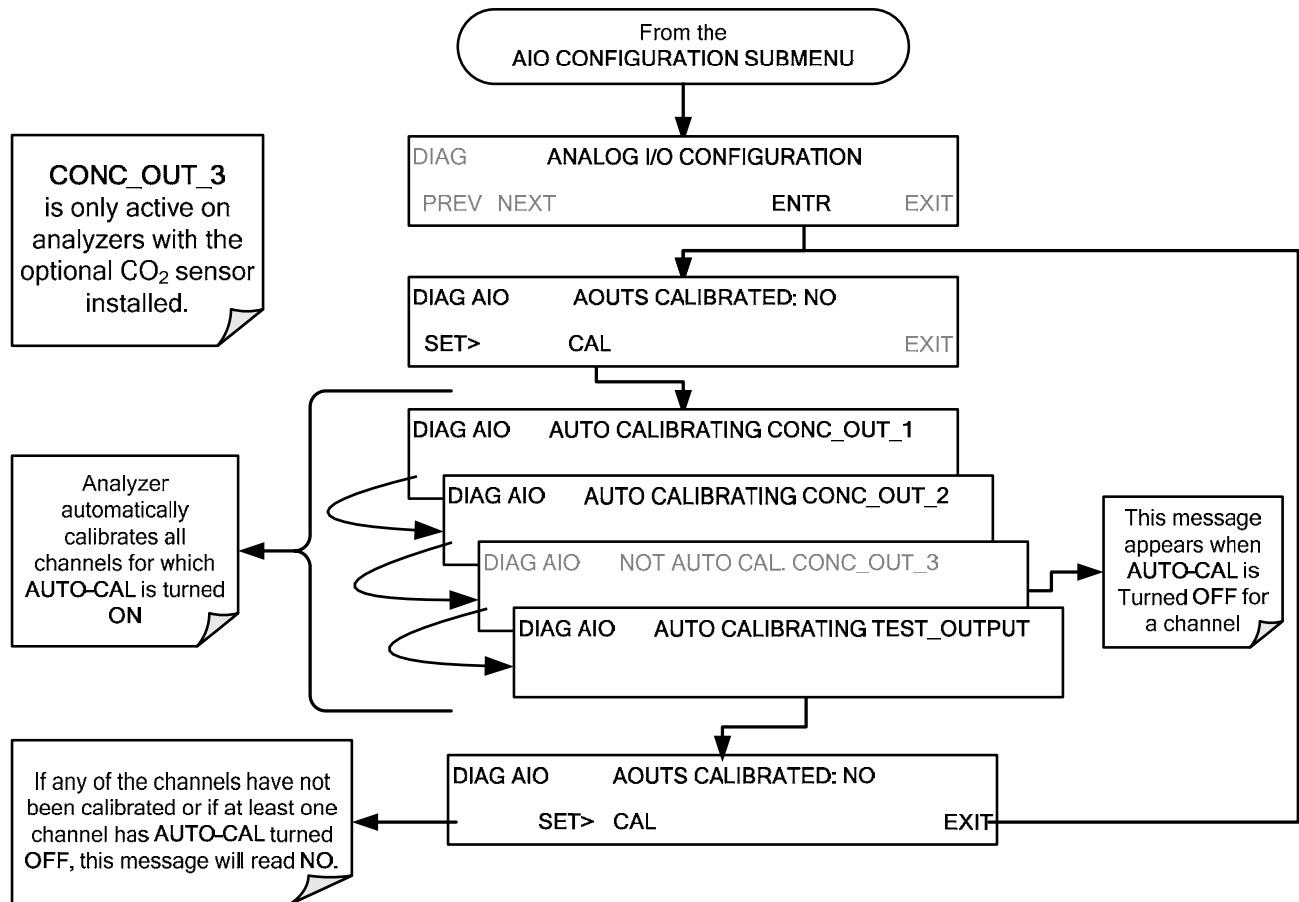 From the
AIO CONFIGURATION SUBMENU
DIAG ANALOG I/O CONFIGURATION
PREV NEXT ENTR EXIT
CONC_OUT_3
is only active on
analyzers with the
optional CO₂ sensor
installed.
DIAG AIO AOUTS CALIBRATED: NO
SET> CAL EXIT
DIAG AIO AUTO CALIBRATING CONC_OUT_1
DIAG AIO AUTO CALIBRATING CONC_OUT_2
DIAG AIO NOT AUTO CAL. CONC_OUT_3
DIAG AIO AUTO CALIBRATING TEST_OUTPUT
Analyzer
automatically
calibrates all
channels for which
AUTO-CAL is turned
ON
This message
appears when
AUTO-CAL is
Turned OFF for
a channel
If any of the channels have not
been calibrated or if at least one
channel has AUTO-CAL turned
OFF, this message will read NO.
DIAG AIO AOUTS CALIBRATED: NO
SET> CAL EXIT